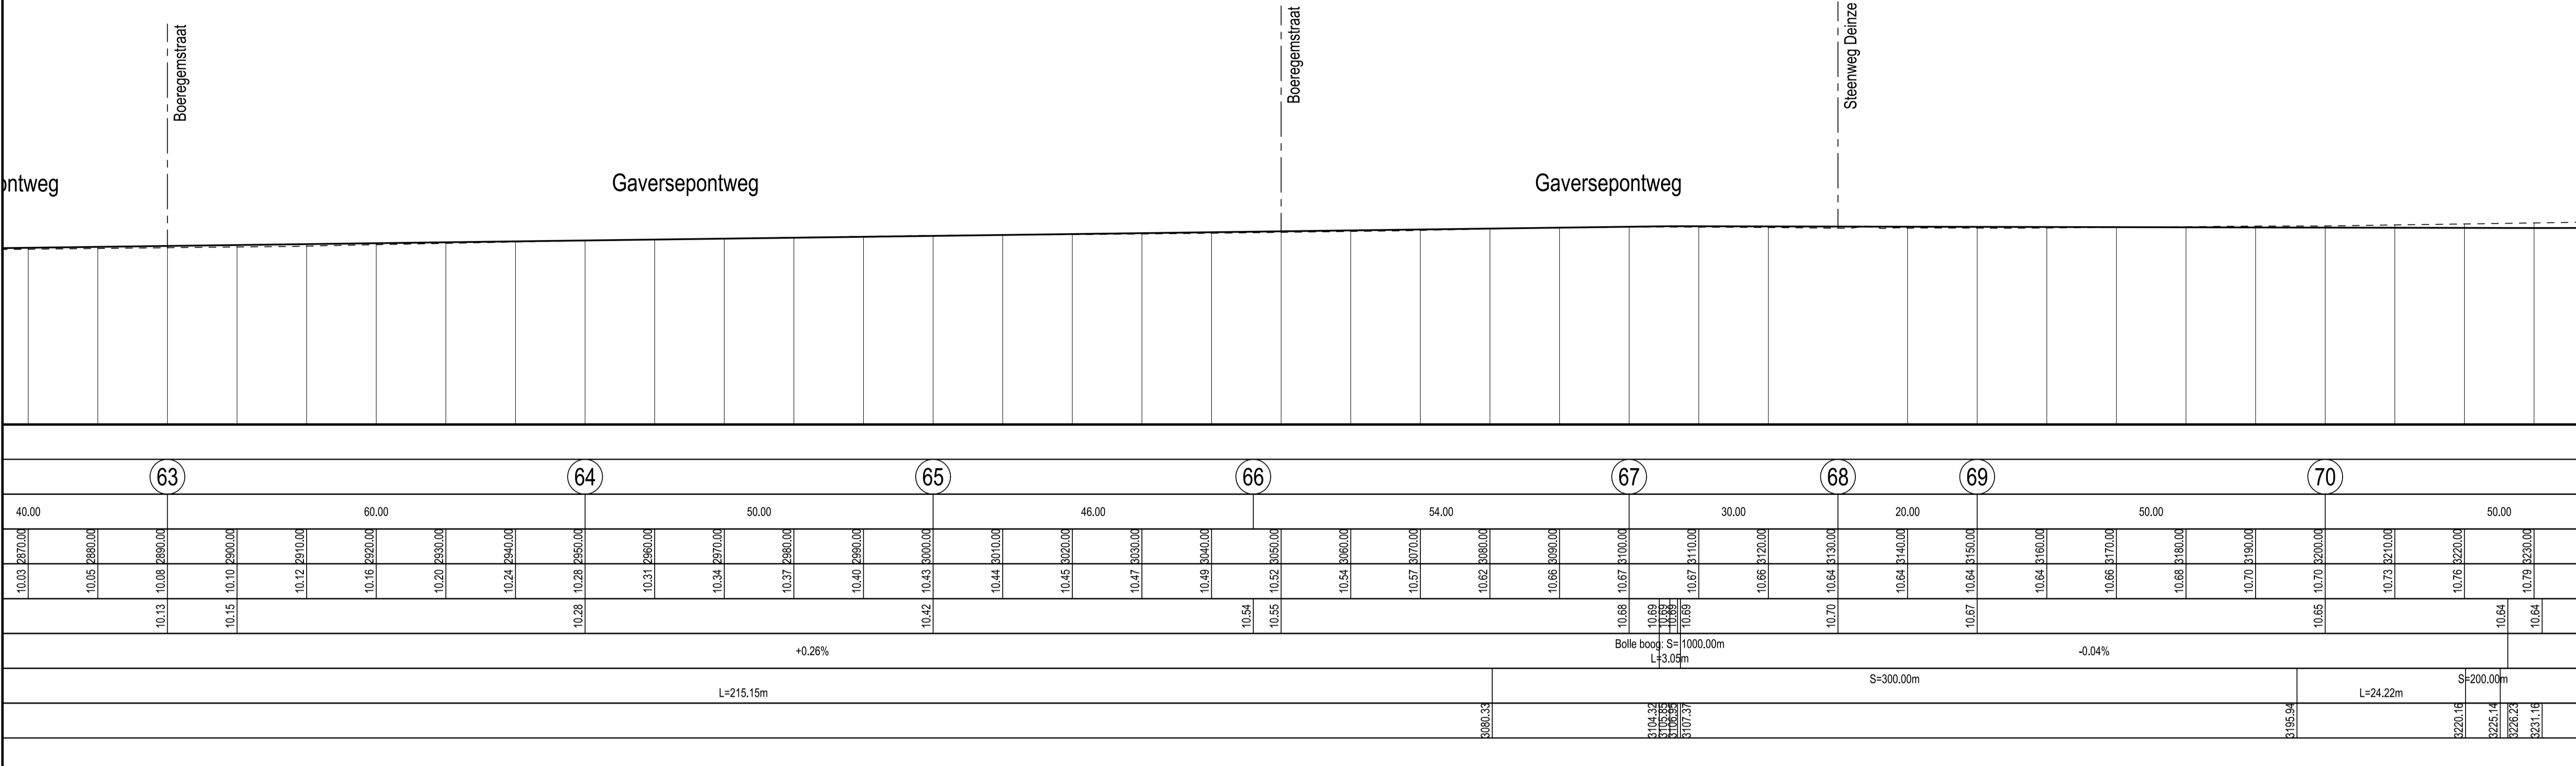 Boeregemstraat
Boeregemstraat
Steenweg Deinze
ontweg
Gaversepontweg
Gaversepontweg
63 64 65 66 67 68 69 70
40.00 60.00 50.00 46.00 54.00 30.00 20.00 50.00 50.00
2870.00 2880.00 2890.00 2900.00 2910.00 2920.00 2930.00 2940.00 2950.00 2960.00 2970.00 2980.00 2990.00 3000.00 3010.00 3020.00 3030.00 3040.00 3050.00 3060.00 3070.00 3080.00 3090.00 3100.00 3110.00 3120.00 3130.00 3140.00 3150.00 3160.00 3170.00 3180.00 3190.00 3200.00 3210.00 3220.00 3230.00
10.03 10.05 10.08 10.10 10.12 10.16 10.20 10.24 10.28 10.31 10.34 10.37 10.40 10.43 10.44 10.45 10.47 10.49 10.52 10.54 10.57 10.62 10.66 10.67 10.67 10.66 10.64 10.64 10.64 10.64 10.66 10.68 10.70 10.70 10.73 10.76 10.79
10.13 10.15 10.28 10.42 10.54 10.55 10.68 10.69 10.69 10.69 10.69 10.70 10.67 10.65 10.64 10.64
+0.26% Bolle boog: S= 1000.00m -0.04%
L=3.05m
S=300.00m S=200.00m
L=215.15m L=24.22m
3080.33 3104.32 3105.85 3106.95 3107.37 3195.94 3220.16 3225.14 3226.23 3231.16